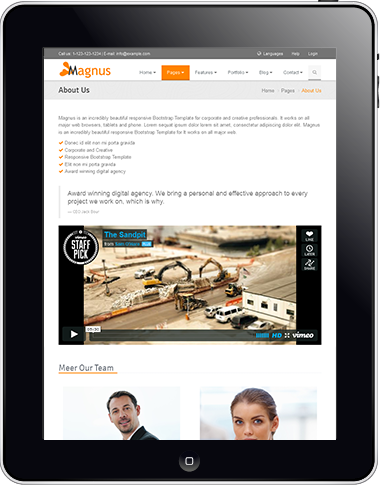 Call us: 1-123-123-1234 | E-mail: info@example.com
Languages Help Login
Magnus
Home Pages Features Portfolio Blog Contact
About Us
Home Pages About Us
Magnus is an incredibly beautiful responsive Bootstrap Template for corporate and creative professionals. It works on all
major web browsers, tablets and phone. Lorem sequat ipsum dolor lorem sit amet, consectetur adipiscing dolor elit. Magnus
is an incredibly beautiful responsive Bootstrap Template for It works on all major web.
Donec id elit non mi porta gravida
Corporate and Creative
Responsive Bootstrap Template
Elit non mi porta gravida
Award winning digital agency
Award winning digital agency. We bring a personal and effective approach to every
project we work on, which is why.
vimeo
STAFF
PICK
The Sandpit
from Sam O'Hare
LIKE
LATER
SHARE
HD vimeo
Meer Our Team